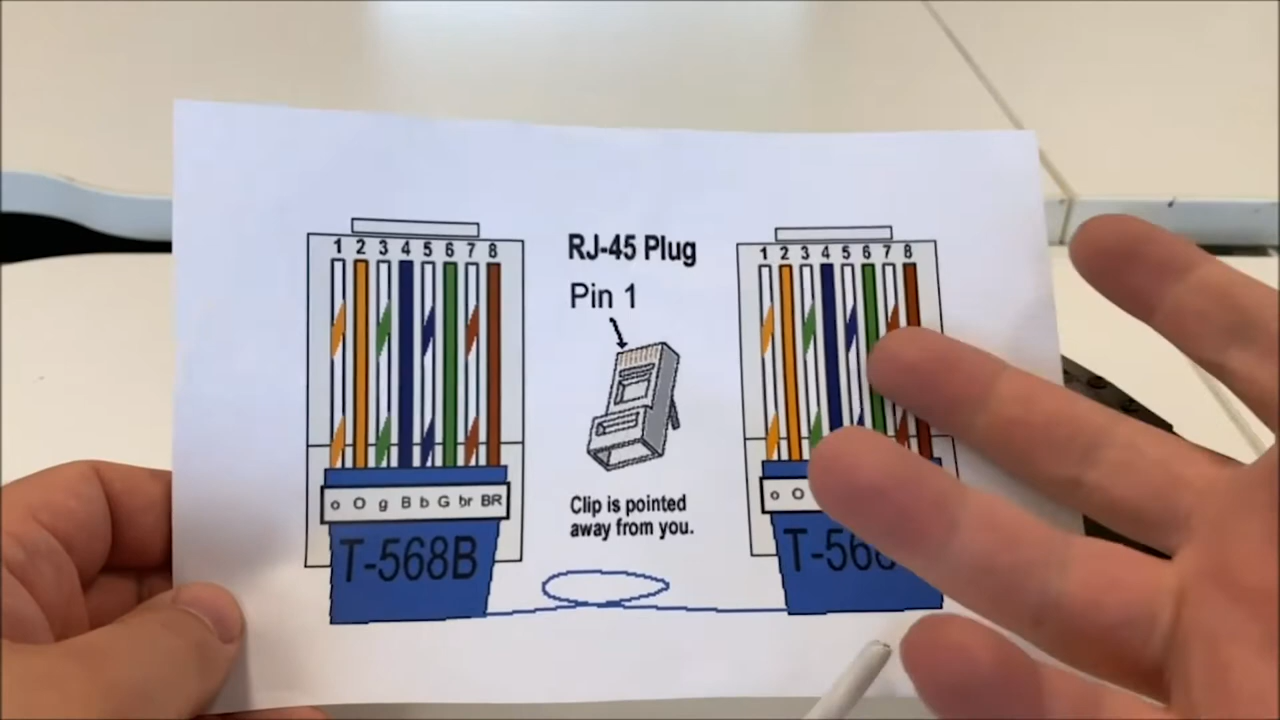 1 2 3 4 5 6 7 8
o O g B b G br BR
T-568B
RJ-45 Plug
Pin 1
Clip is pointed
away from you.
1 2 3 4 5 6 7 8
o O
T-568